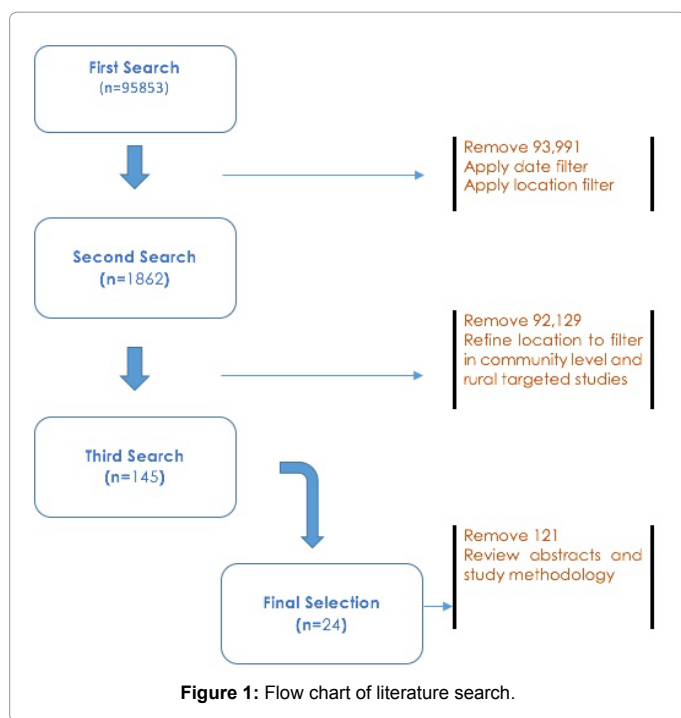 First Search
(n=95853)
Remove 93,991
Apply date filter
Apply location filter
Second Search
(n=1862)
Remove 92,129
Refine location to filter
in community level and
rural targeted studies
Third Search
(n=145)
Remove 121
Review abstracts and
study methodology
Final Selection
(n=24)
Figure 1: Flow chart of literature search.